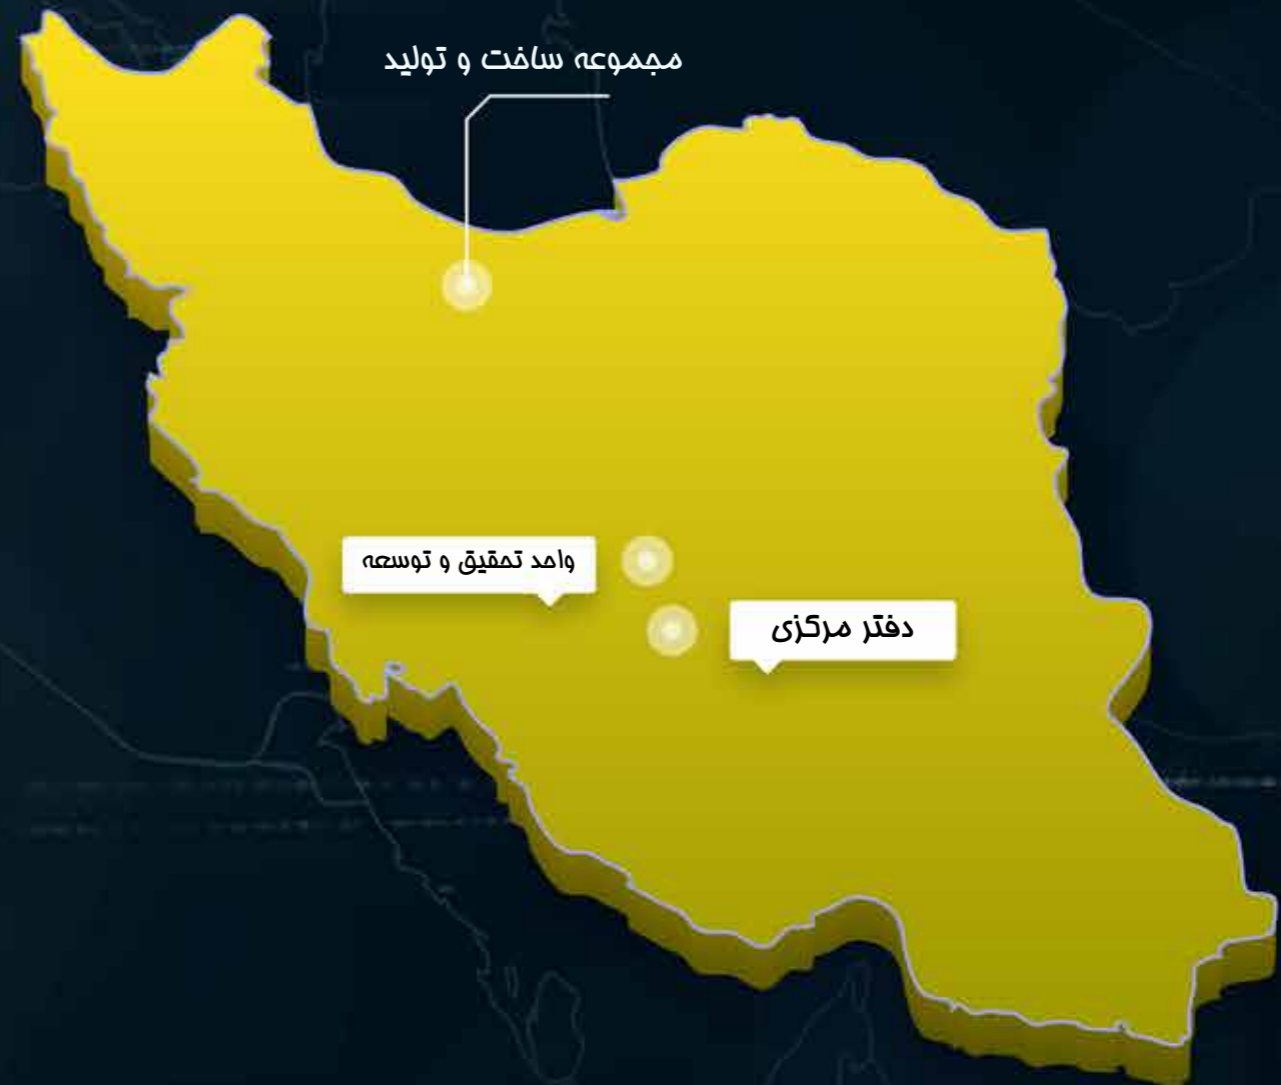 مجموعه ساخت و تولید
واحد تحقیق و توسعه
دفتر مرکزی